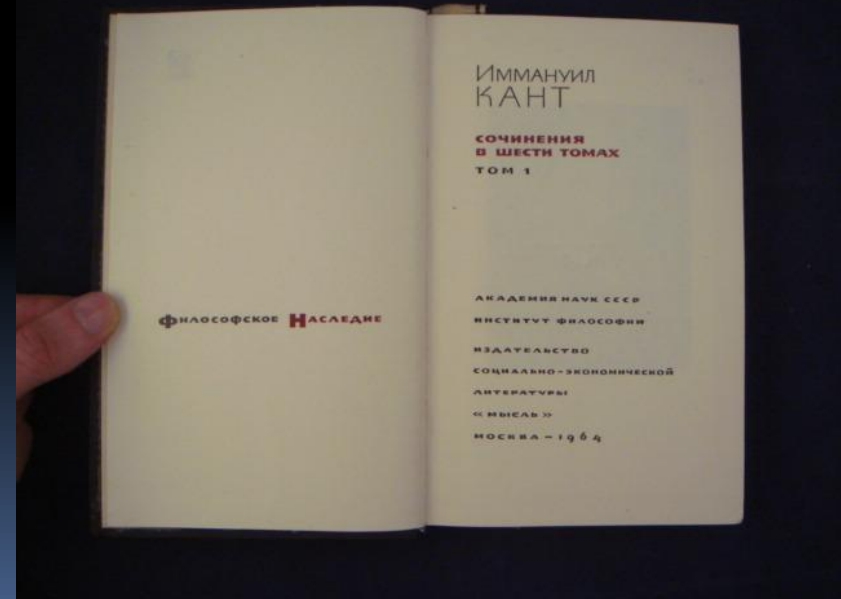 Философское Наследие
Иммануил
КАНТ
СОЧИНЕНИЯ
В ШЕСТИ ТОМАХ
ТОМ 1
АКАДЕМИЯ НАУК СССР
ИНСТИТУТ ФИЛОСОФИИ
ИЗДАТЕЛЬСТВО
СОЦИАЛЬНО-ЭКОНОМИЧЕСКОЙ
ЛИТЕРАТУРЫ
«МЫСЛЬ»
МОСКВА – 1964